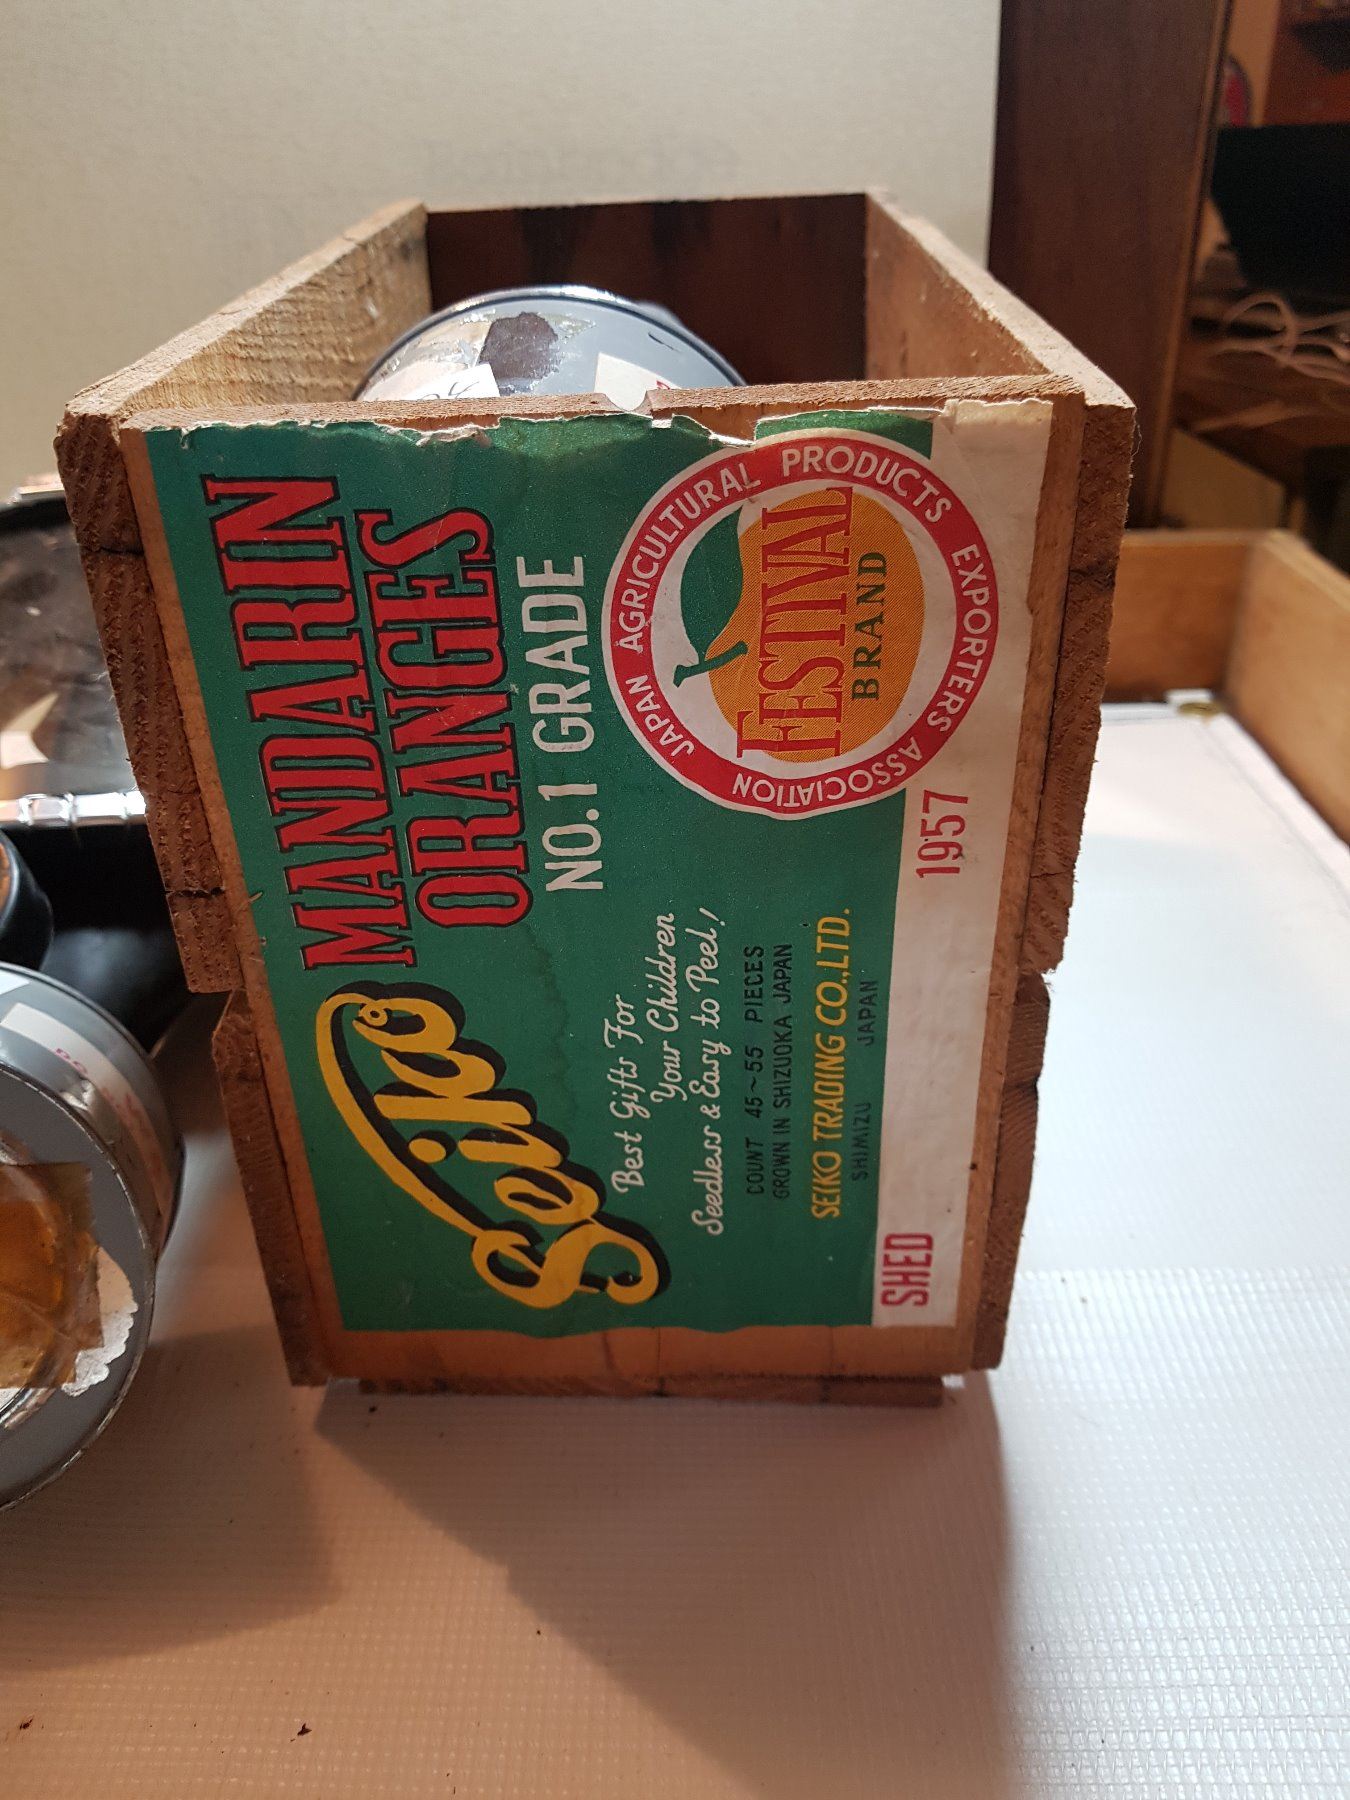 Seiko
MANDARIN
ORANGES
NO.1 GRADE
Best Gifts For
Your Children
Seedless & Easy to Peel!
COUNT 45~55 PIECES
GROWN IN SHIZUOKA JAPAN
SEIKO TRADING CO.,LTD.
SHIMIZU JAPAN
JAPAN AGRICULTURAL PRODUCTS EXPORTERS ASSOCIATION
FESTIVAL
BRAND
SHED
1957